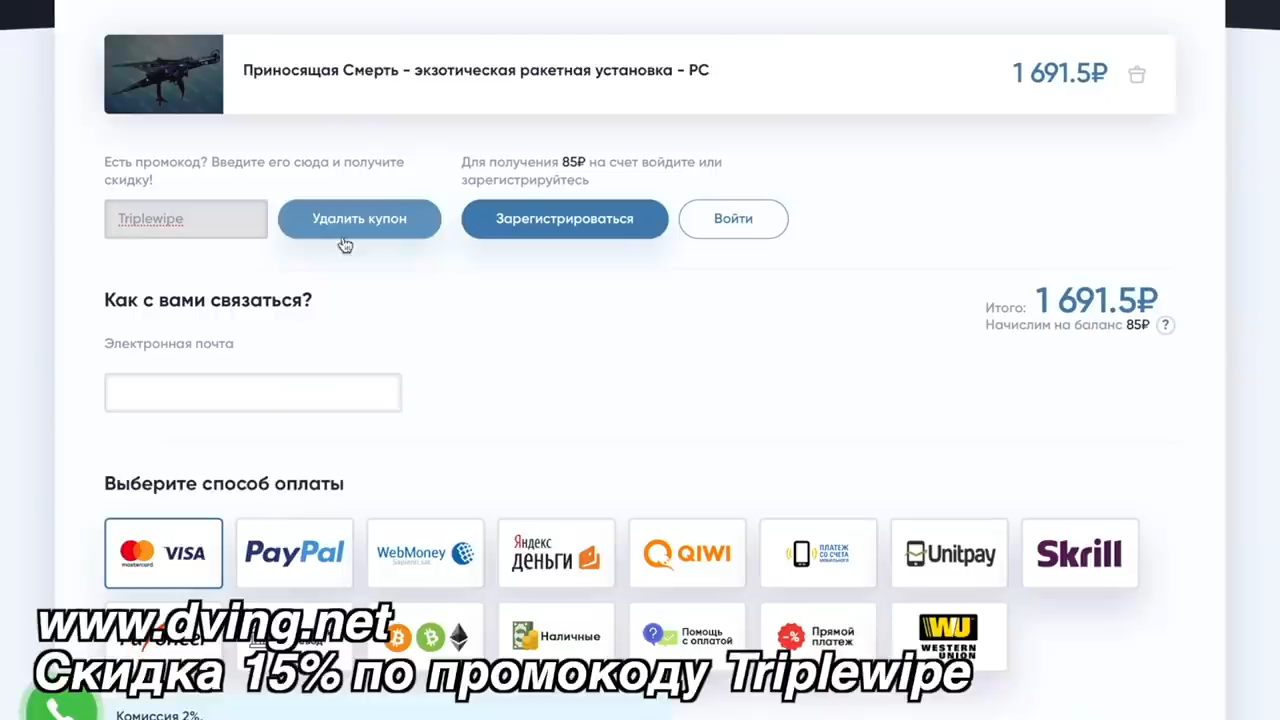 Приносящая Смерть - экзотическая ракетная установка - PC
1 691.5₽
Есть промокод? Введите его сюда и получите
скидку!
Для получения 85₽ на счет войдите или
зарегистрируйтесь
Triplewipe
Удалить купон
Зарегистрироваться
Войти
Как с вами связаться?
Итого: 1 691.5₽
Начислим на баланс 85₽ ?
Электронная почта
Выберите способ оплаты
mastercard VISA
PayPal
WebMoney
Яндекс
деньги
QIWI
ПЛАТЕЖ
СО СЧЕТА
МОБИЛЬНОГО
Unitpay
Skrill
Наличные
Помощь
с оплатой
Прямой
платеж
WU
WESTERN
UNION
www.dving.net
Скидка 15% по промокоду Triplewipe
Комиссия 2%.